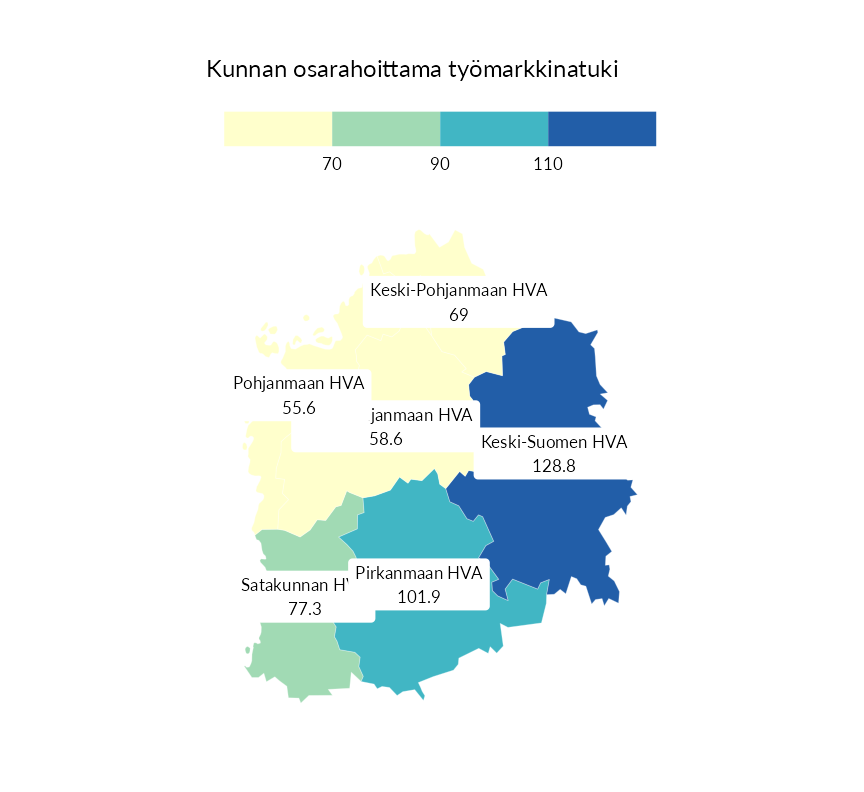 Kunnan osarahoittama työmarkkinatuki
70
90
110
Keski-Pohjanmaan HVA
69
Pohjanmaan HVA
55.6
janmaan HVA
58.6
Keski-Suomen HVA
128.8
Pirkanmaan HVA
101.9
Satakunnan HV
77.3